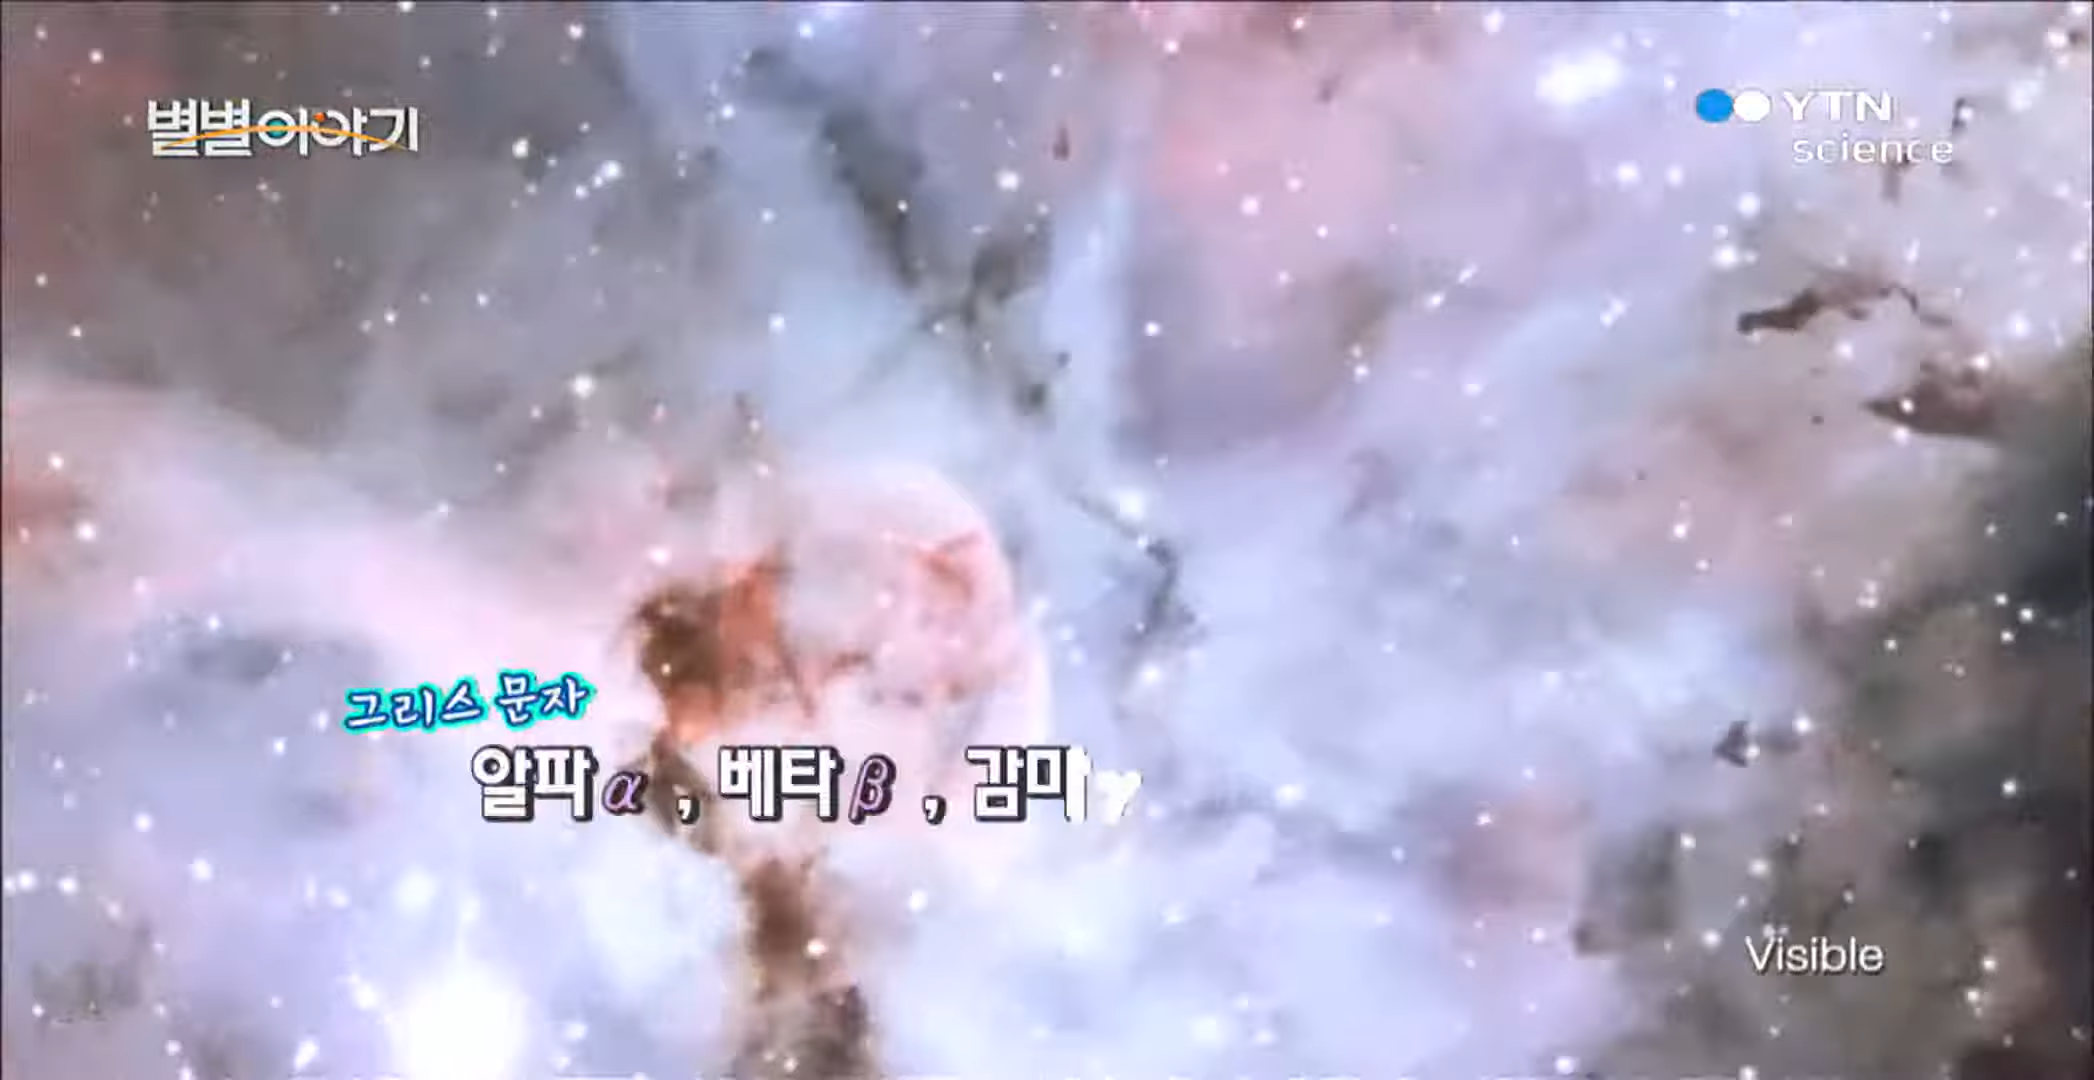 별별이야기
YTN
science
그리스 문자
알파α, 베타β, 감마γ
Visible